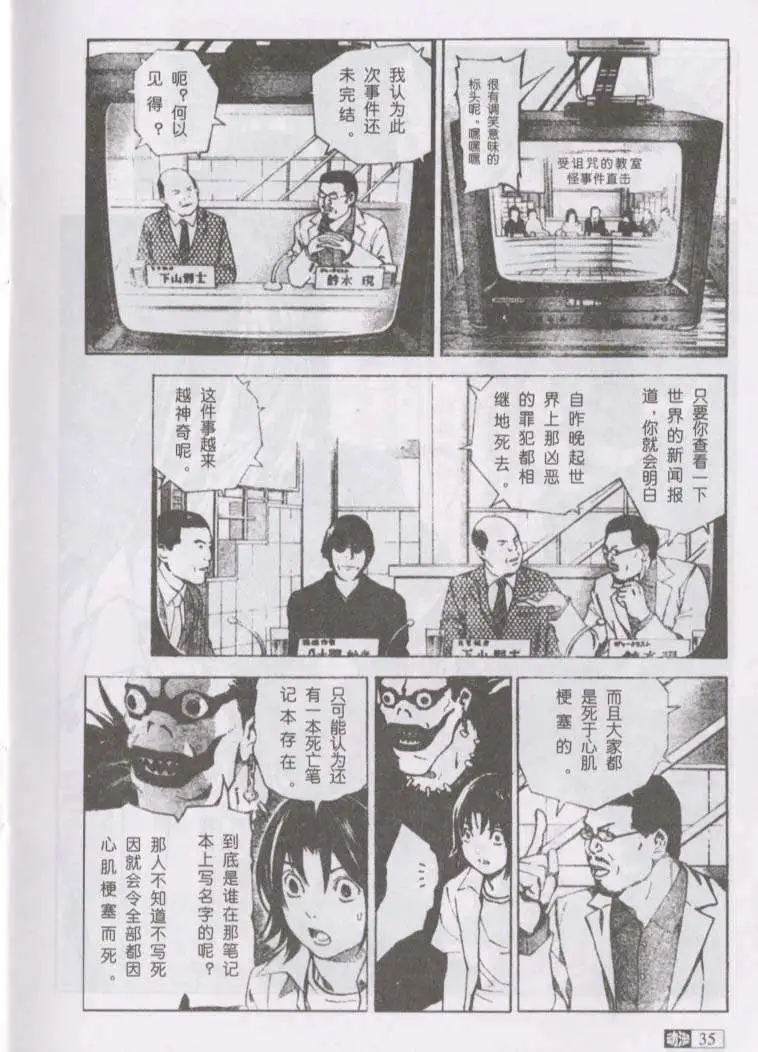 很有调笑意味的
标头呢。嘿嘿嘿
受诅咒的教室
怪事件直击
我认为此
次事件还
未完结。
呃？何以
见得？
下山剣士
鈴木 現
只要你查看一下
世界的新闻报
道，你就会明白
自昨晚起世
界上那凶恶
的罪犯都相
继地死去。
这件事越来
越神奇呢。
而且大家都
是死于心肌
梗塞的。
只可能认为还
有一本死亡笔
记本存在。
到底是谁在那笔记
本上写名字的呢？
那人不知道不写死
因就会令全部都因
心肌梗塞而死。
35